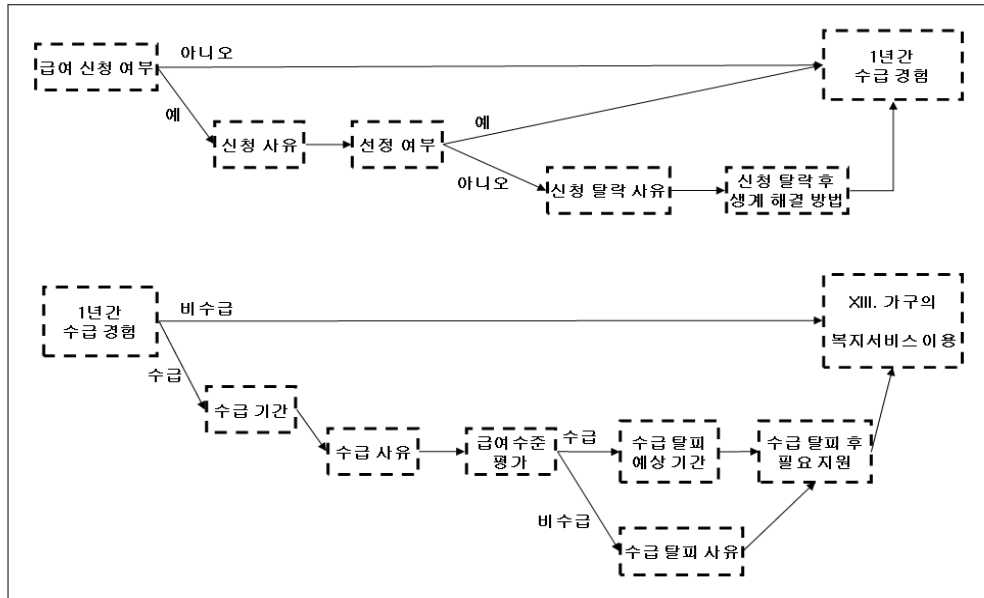 아니오
급여 신청 여부
1년간
수급 경험
예
신청 사유
선정 여부
예
아니오
신청 탈락 사유
신청 탈락 후
생계 해결 방법
1년간
수급 경험
비수급
XIII. 가구의
복지서비스 이용
수급
수급 기간
수급 사유
급여 수준
평가
수급
수급 탈피
예상 기간
수급 탈피 후
필요 지원
비수급
수급 탈피 사유